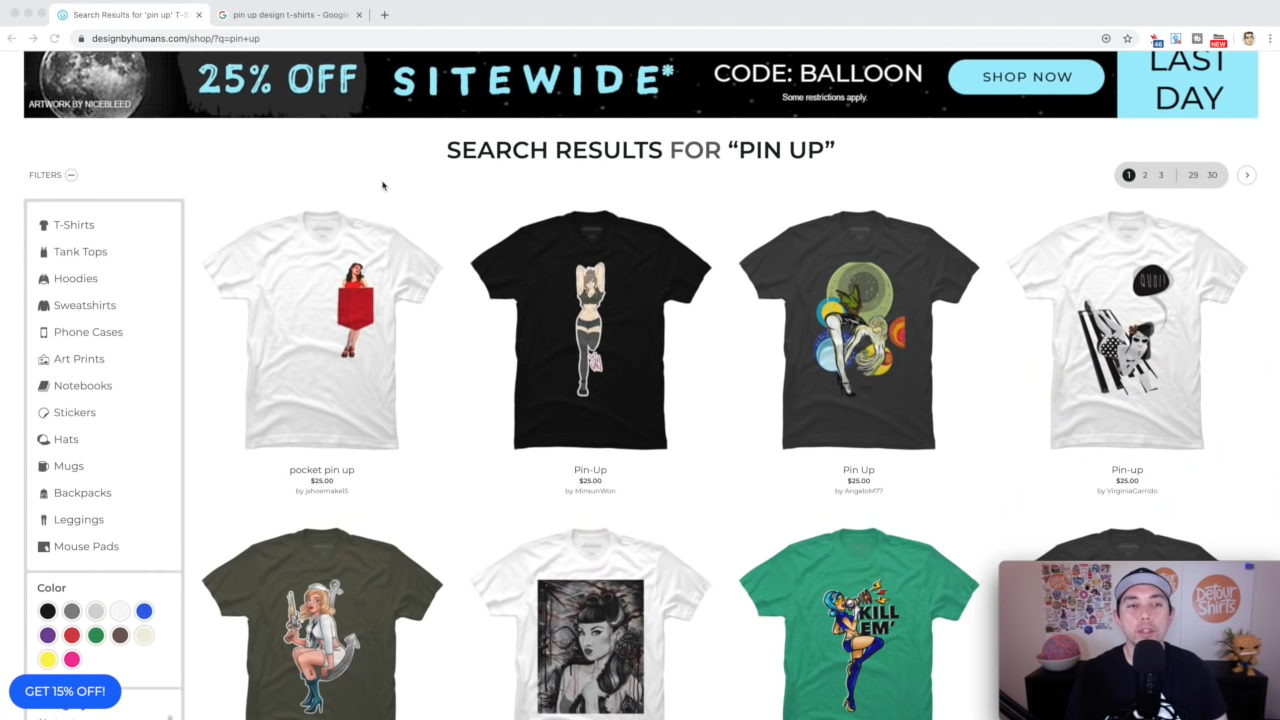 Search Results for 'pin up' T-S
pin up design t-shirts - Google
designbyhumans.com/shop/?q=pin+up
46
NEW
25% OFF SITEWIDE*
CODE: BALLOON
Some restrictions apply.
SHOP NOW
LAST
DAY
ARTWORK BY NICEBLEED
SEARCH RESULTS FOR “PIN UP”
FILTERS
1 2 3 29 30
T-Shirts
Tank Tops
Hoodies
Sweatshirts
Phone Cases
Art Prints
Notebooks
Stickers
Hats
Mugs
Backpacks
Leggings
Mouse Pads
QUOI
pocket pin up
$25.00
by jshoemake15
Pin-Up
$25.00
by MinsunWon
Pin Up
$25.00
by AngeloM77
Pin-up
$25.00
by VirginiaGarrido
Color
KILL
EM'
Detour
Shirts
GET 15% OFF!